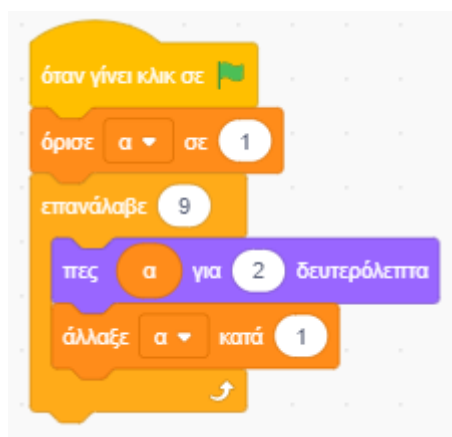 όταν γίνει κλικ σε
όρισε α σε 1
επανάλαβε 9
πες α για 2 δευτερόλεπτα
άλλαξε α κατά 1